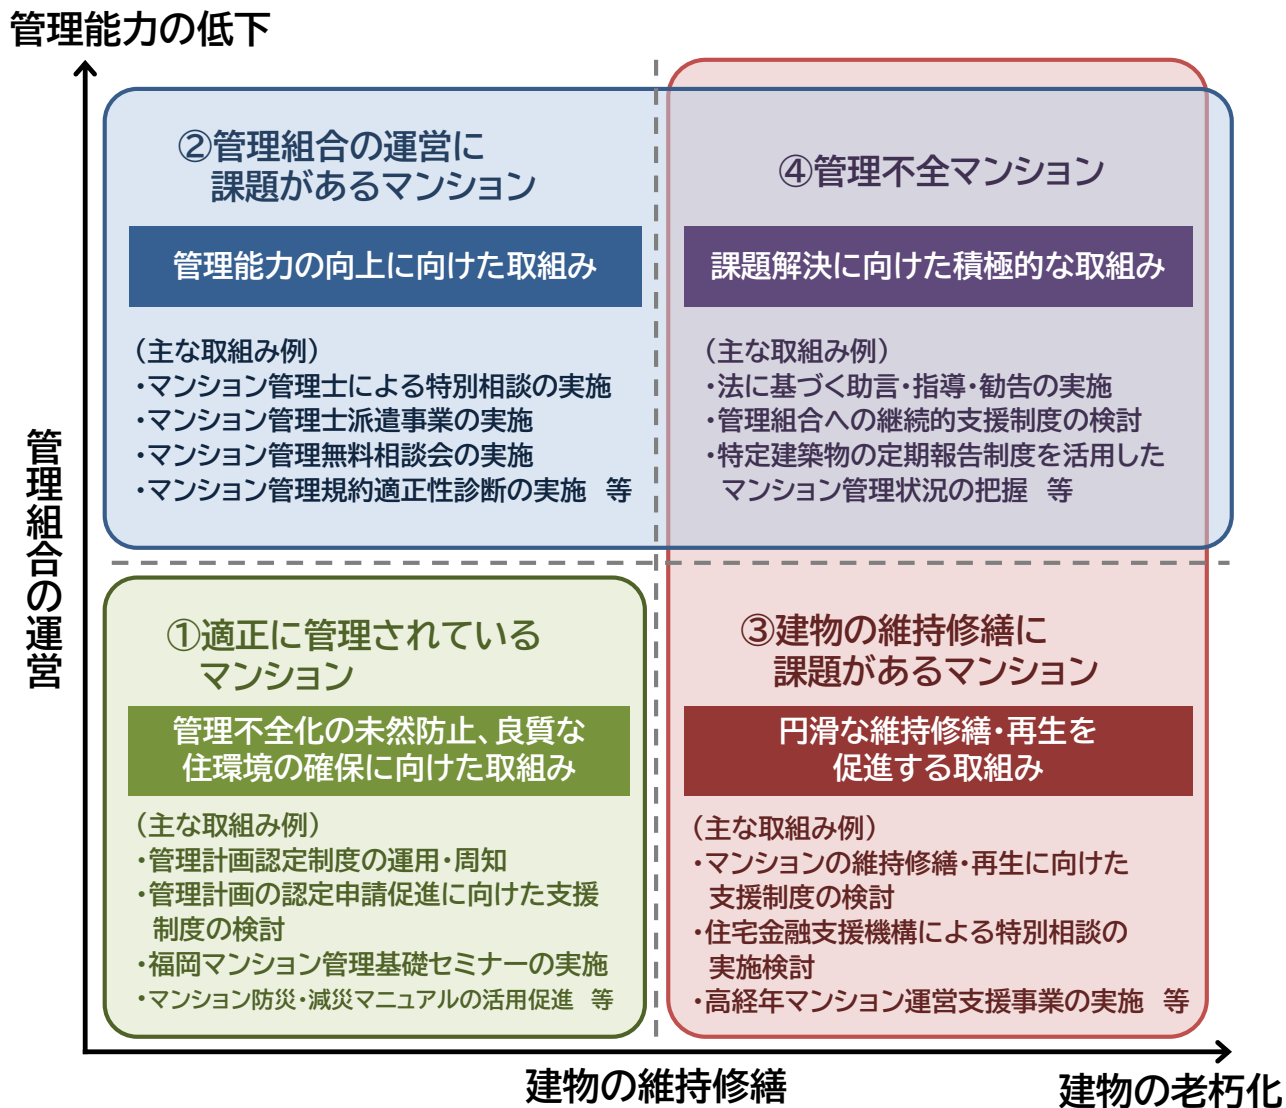 管理能力の低下
管理組合の運営
②管理組合の運営に
課題があるマンション
管理能力の向上に向けた取組み
（主な取組み例）
・マンション管理士による特別相談の実施
・マンション管理士派遣事業の実施
・マンション管理無料相談会の実施
・マンション管理規約適正性診断の実施　等
④管理不全マンション
課題解決に向けた積極的な取組み
（主な取組み例）
・法に基づく助言・指導・勧告の実施
・管理組合への継続的支援制度の検討
・特定建築物の定期報告制度を活用した
マンション管理状況の把握　等
①適正に管理されている
マンション
管理不全化の未然防止、良質な
住環境の確保に向けた取組み
（主な取組み例）
・管理計画認定制度の運用・周知
・管理計画の認定申請促進に向けた支援
制度の検討
・福岡マンション管理基礎セミナーの実施
・マンション防災・減災マニュアルの活用促進　等
③建物の維持修繕に
課題があるマンション
円滑な維持修繕・再生を
促進する取組み
（主な取組み例）
・マンションの維持修繕・再生に向けた
支援制度の検討
・住宅金融支援機構による特別相談の
実施検討
・高経年マンション運営支援事業の実施　等
建物の維持修繕
建物の老朽化